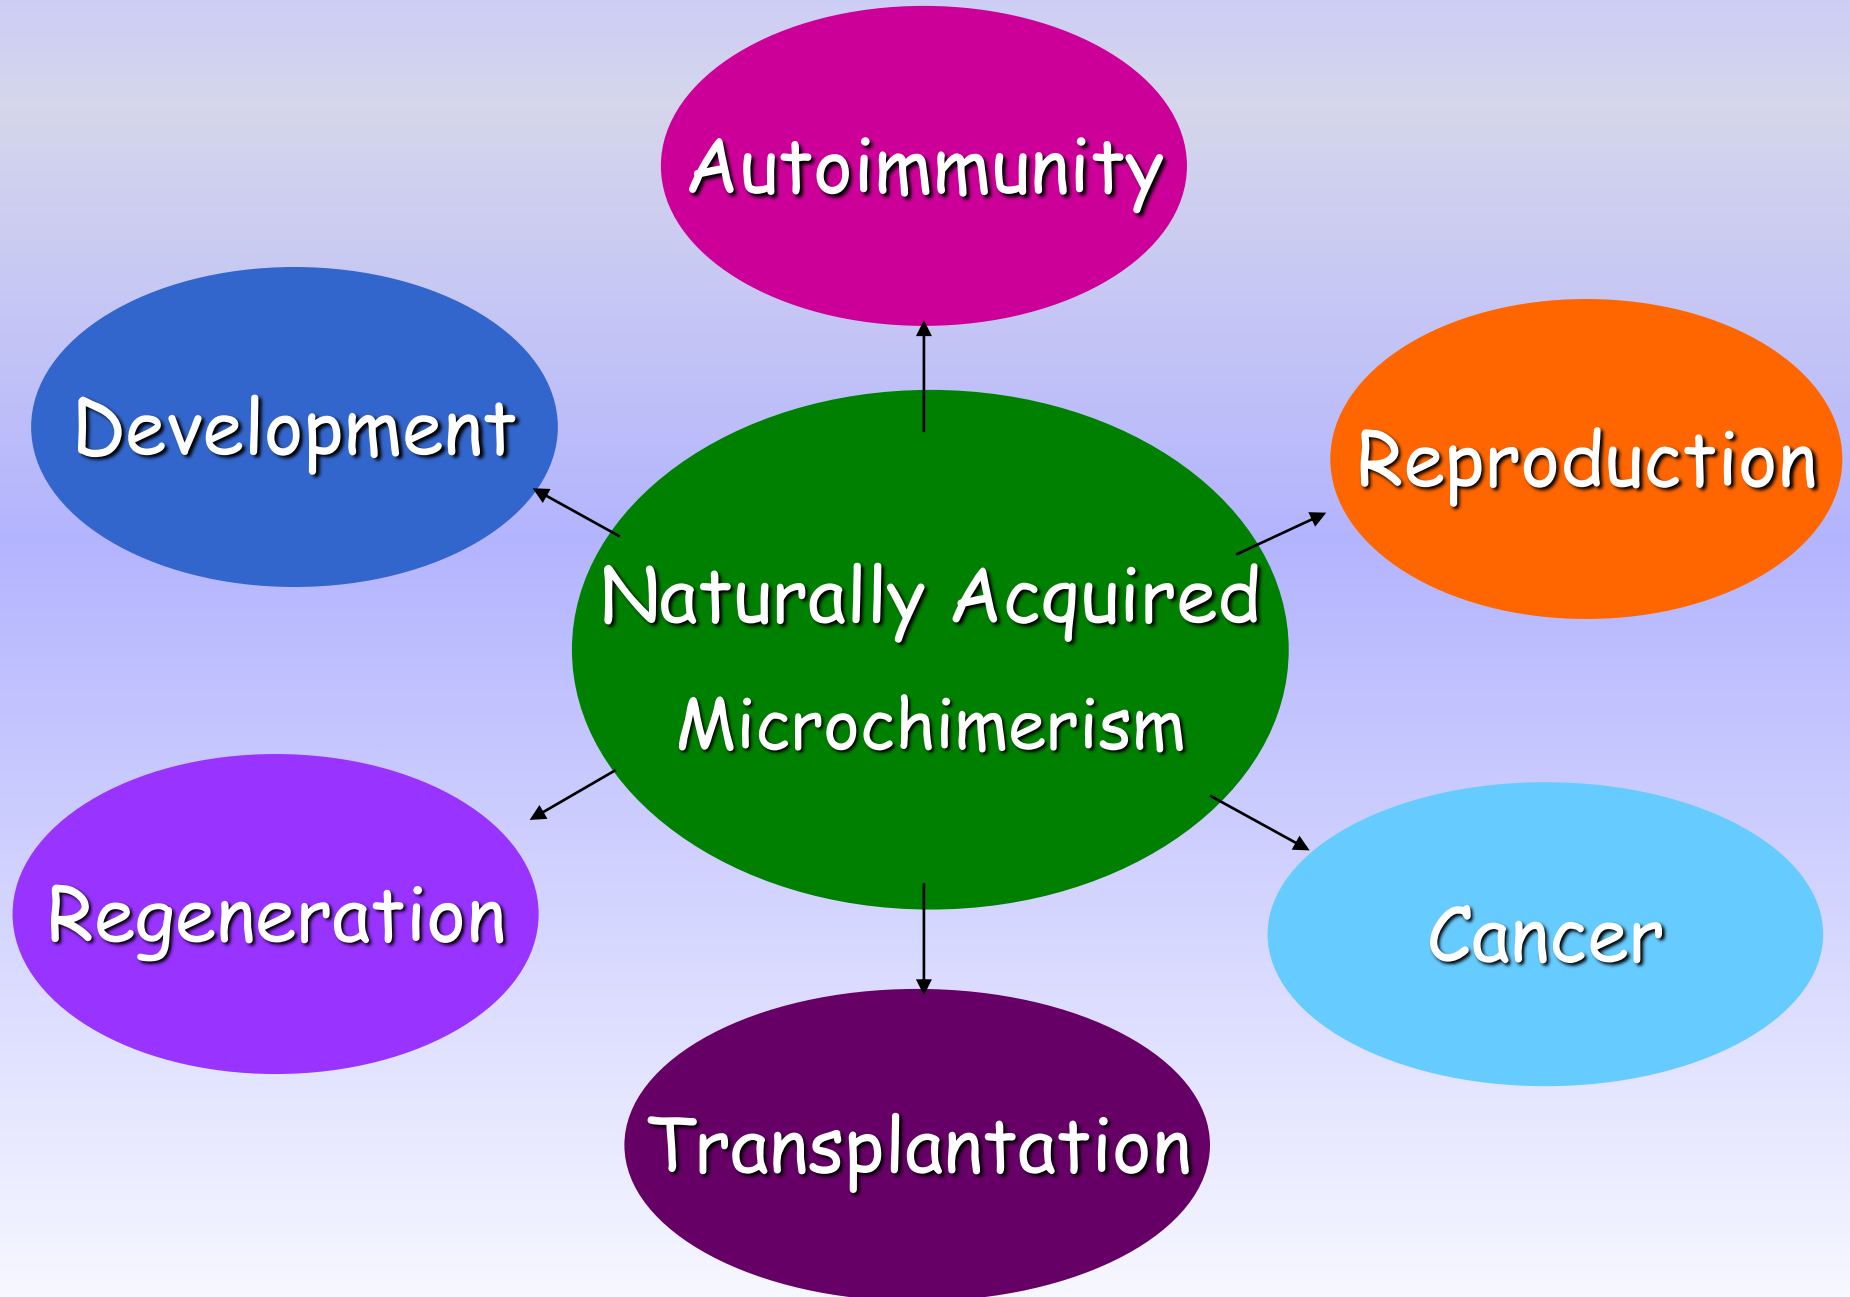 Autoimmunity
Development
Reproduction
Naturally Acquired
Microchimerism
Regeneration
Cancer
Transplantation